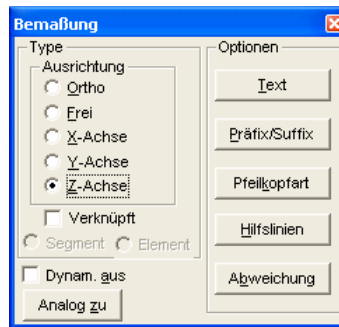 Bemaßung
Type
Ausrichtung
Ortho
Frei
X-Achse
Y-Achse
Z-Achse
Verknüpft
Segment Element
Dynam. aus
Analog zu
Optionen
Text
Präfix/Suffix
Pfeilkopfart
Hilfslinien
Abweichung